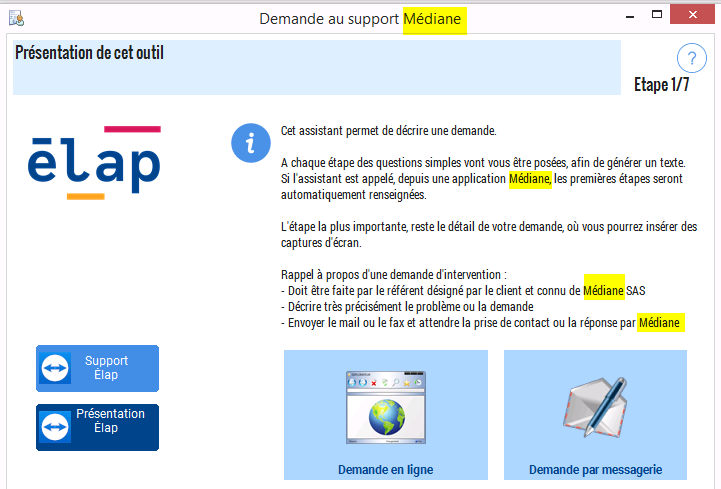 Demande au support Médiane
Présentation de cet outil
?
Etape 1/7
ēlap
i
Cet assistant permet de décrire une demande.
A chaque étape des questions simples vont vous être posées, afin de générer un texte.
Si l'assistant est appelé, depuis une application Médiane, les premières étapes seront
automatiquement renseignées.
L'étape la plus importante, reste le détail de votre demande, où vous pourrez insérer des
captures d'écran.
Rappel à propos d'une demande d'intervention :
- Doit être faite par le référent désigné par le client et connu de Médiane SAS
- Décrire très précisément le problème ou la demande
- Envoyer le mail ou le fax et attendre la prise de contact ou la réponse par Médiane
Support
Élap
Présentation
Élap
Demande en ligne
Demande par messagerie